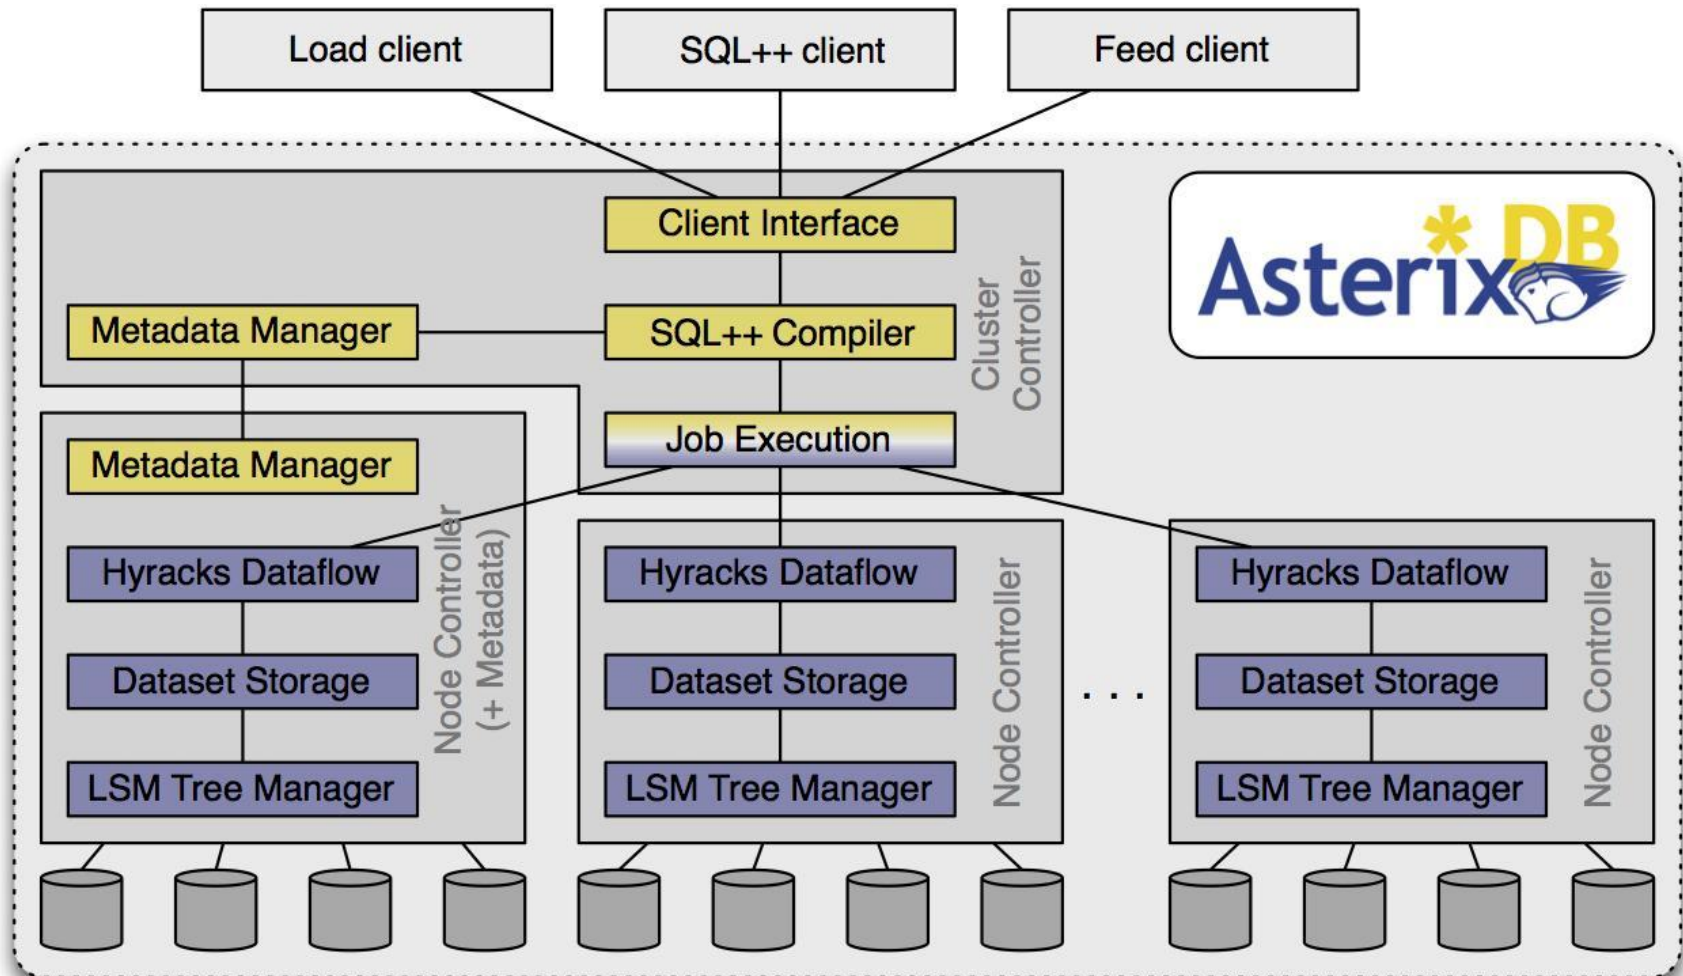 Load client
SQL++ client
Feed client
Client Interface
Metadata Manager
SQL++ Compiler
Job Execution
Cluster
Controller
AsterixDB
Metadata Manager
Hyracks Dataflow
Dataset Storage
LSM Tree Manager
Node Controller
(+ Metadata)
Hyracks Dataflow
Dataset Storage
LSM Tree Manager
Node Controller
. . .
Hyracks Dataflow
Dataset Storage
LSM Tree Manager
Node Controller